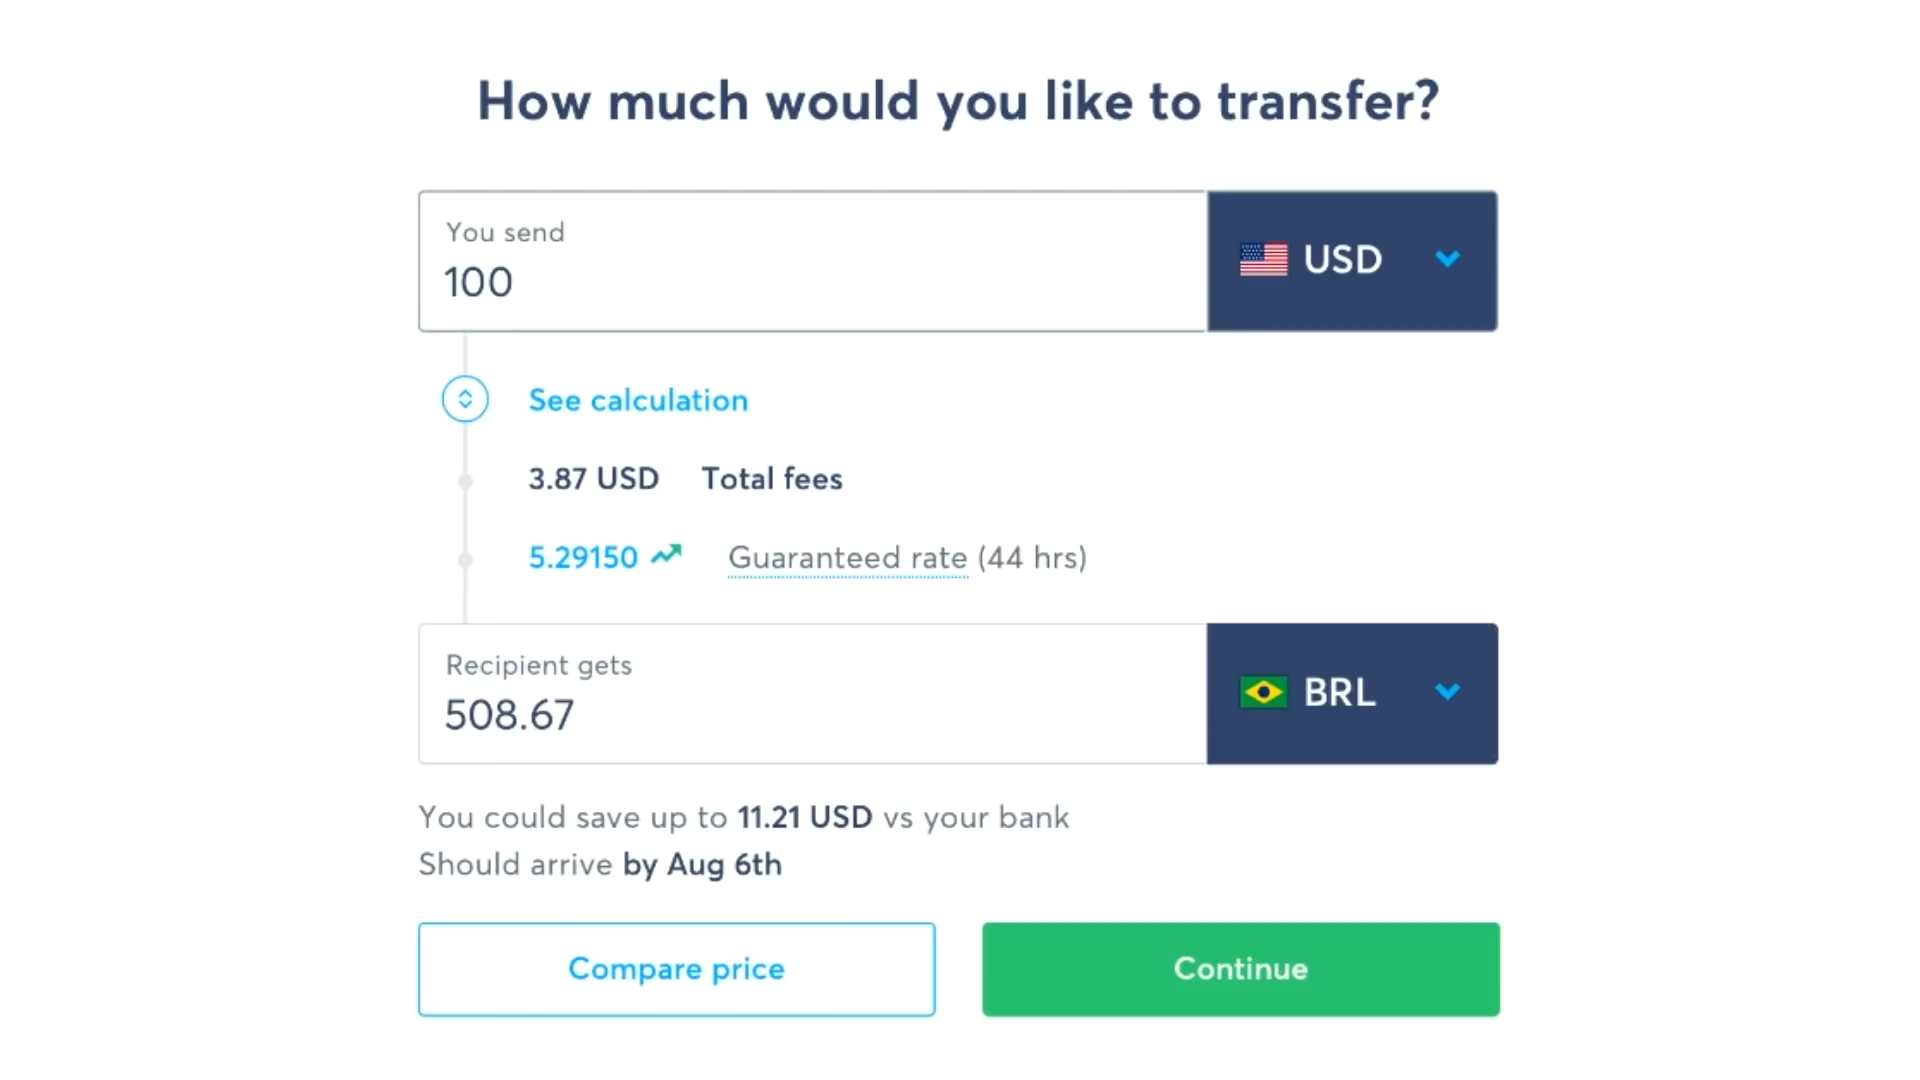 How much would you like to transfer?
You send
100
USD
See calculation
3.87 USD Total fees
5.29150 Guaranteed rate (44 hrs)
Recipient gets
508.67
BRL
You could save up to 11.21 USD vs your bank
Should arrive by Aug 6th
Compare price
Continue